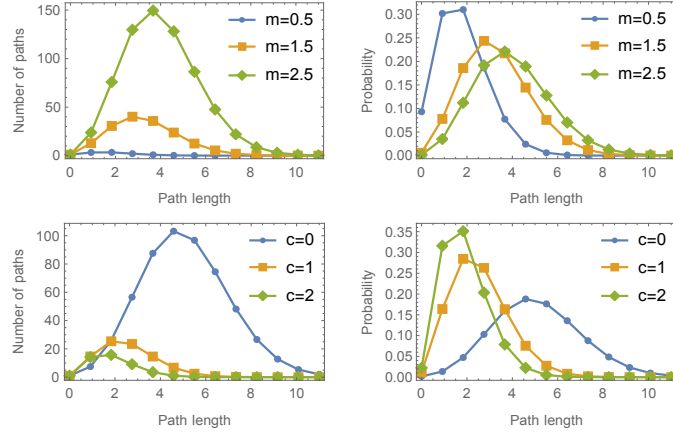 150
100
50
0
Number of paths
0 2 4 6 8 10
Path length
m=0.5
m=1.5
m=2.5
0.30
0.25
0.20
0.15
0.10
0.05
0.00
Probability
0 2 4 6 8 10
Path length
m=0.5
m=1.5
m=2.5
100
80
60
40
20
0
Number of paths
0 2 4 6 8 10
Path length
c=0
c=1
c=2
0.35
0.30
0.25
0.20
0.15
0.10
0.05
0.00
Probability
0 2 4 6 8 10
Path length
c=0
c=1
c=2